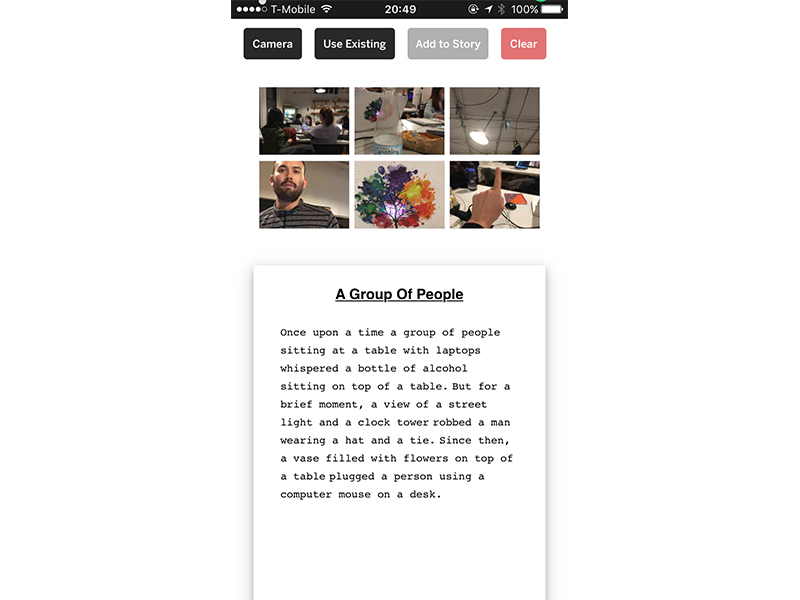 T-Mobile 20:49 100%
Camera Use Existing Add to Story Clear
A Group Of People
Once upon a time a group of people
sitting at a table with laptops
whispered a bottle of alcohol
sitting on top of a table. But for a
brief moment, a view of a street
light and a clock tower robbed a man
wearing a hat and a tie. Since then,
a vase filled with flowers on top of
a table plugged a person using a
computer mouse on a desk.